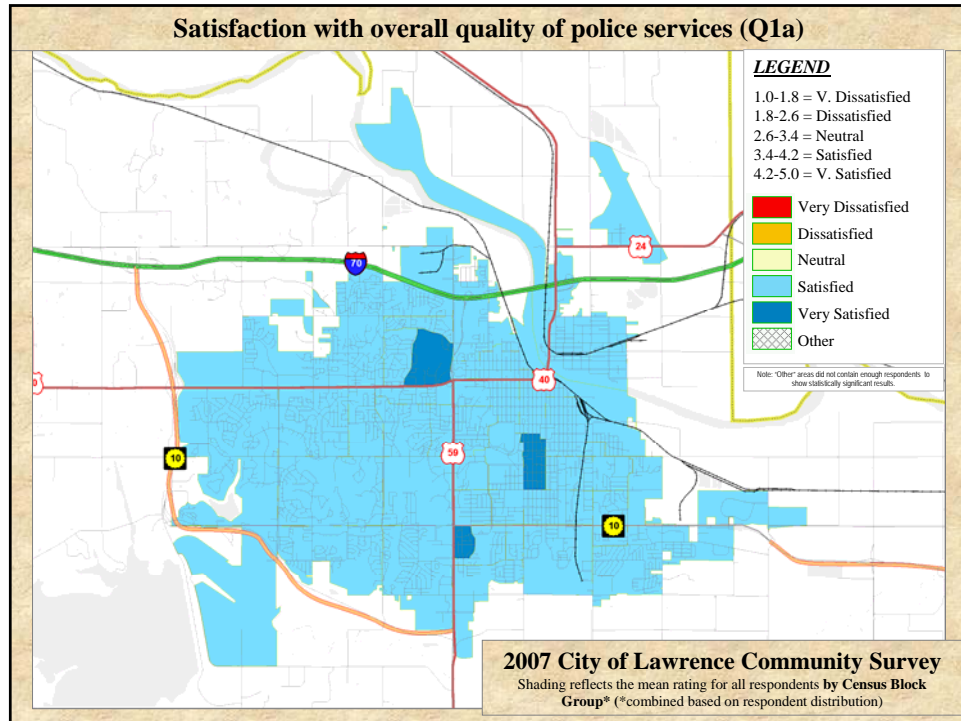 Satisfaction with overall quality of police services (Q1a)
LEGEND
1.0-1.8 = V. Dissatisfied
1.8-2.6 = Dissatisfied
2.6-3.4 = Neutral
3.4-4.2 = Satisfied
4.2-5.0 = V. Satisfied
Very Dissatisfied
Dissatisfied
Neutral
Satisfied
Very Satisfied
Other
Note: "Other" areas did not contain enough respondents to
show statistically significant results.
24
70
40
59
10
10
2007 City of Lawrence Community Survey
Shading reflects the mean rating for all respondents by Census Block
Group* (*combined based on respondent distribution)